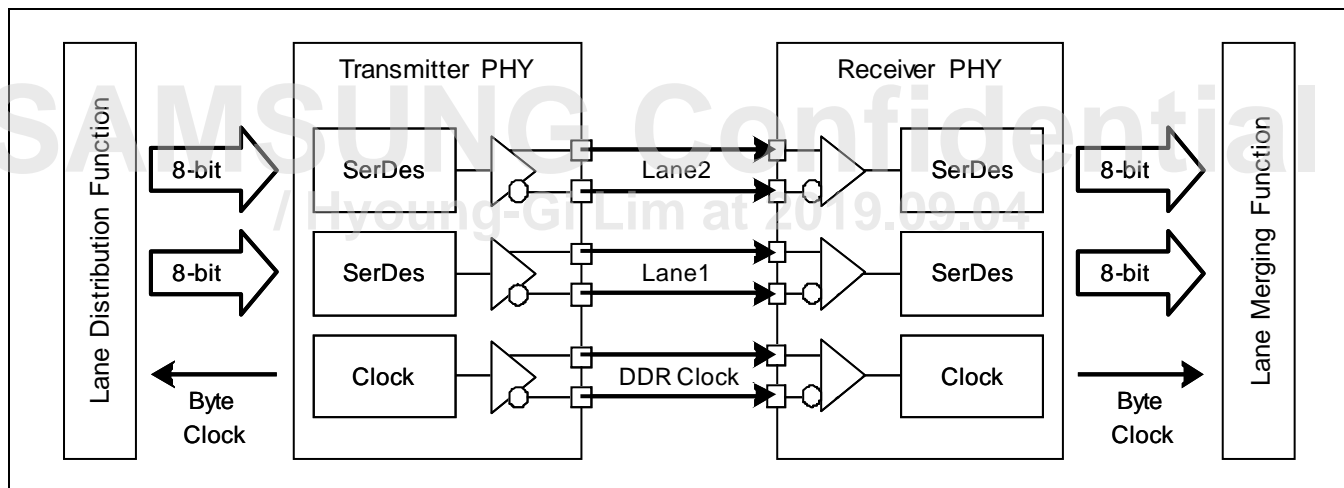 Transmitter PHY
Receiver PHY
SAMSUNG Confidential
/ Hyoung-Gi Lim at 2019.09.04
Lane Distribution Function
8-bit
SerDes
Lane2
SerDes
8-bit
8-bit
SerDes
Lane1
SerDes
8-bit
Clock
DDR Clock
Clock
Byte
Clock
Byte
Clock
Lane Merging Function